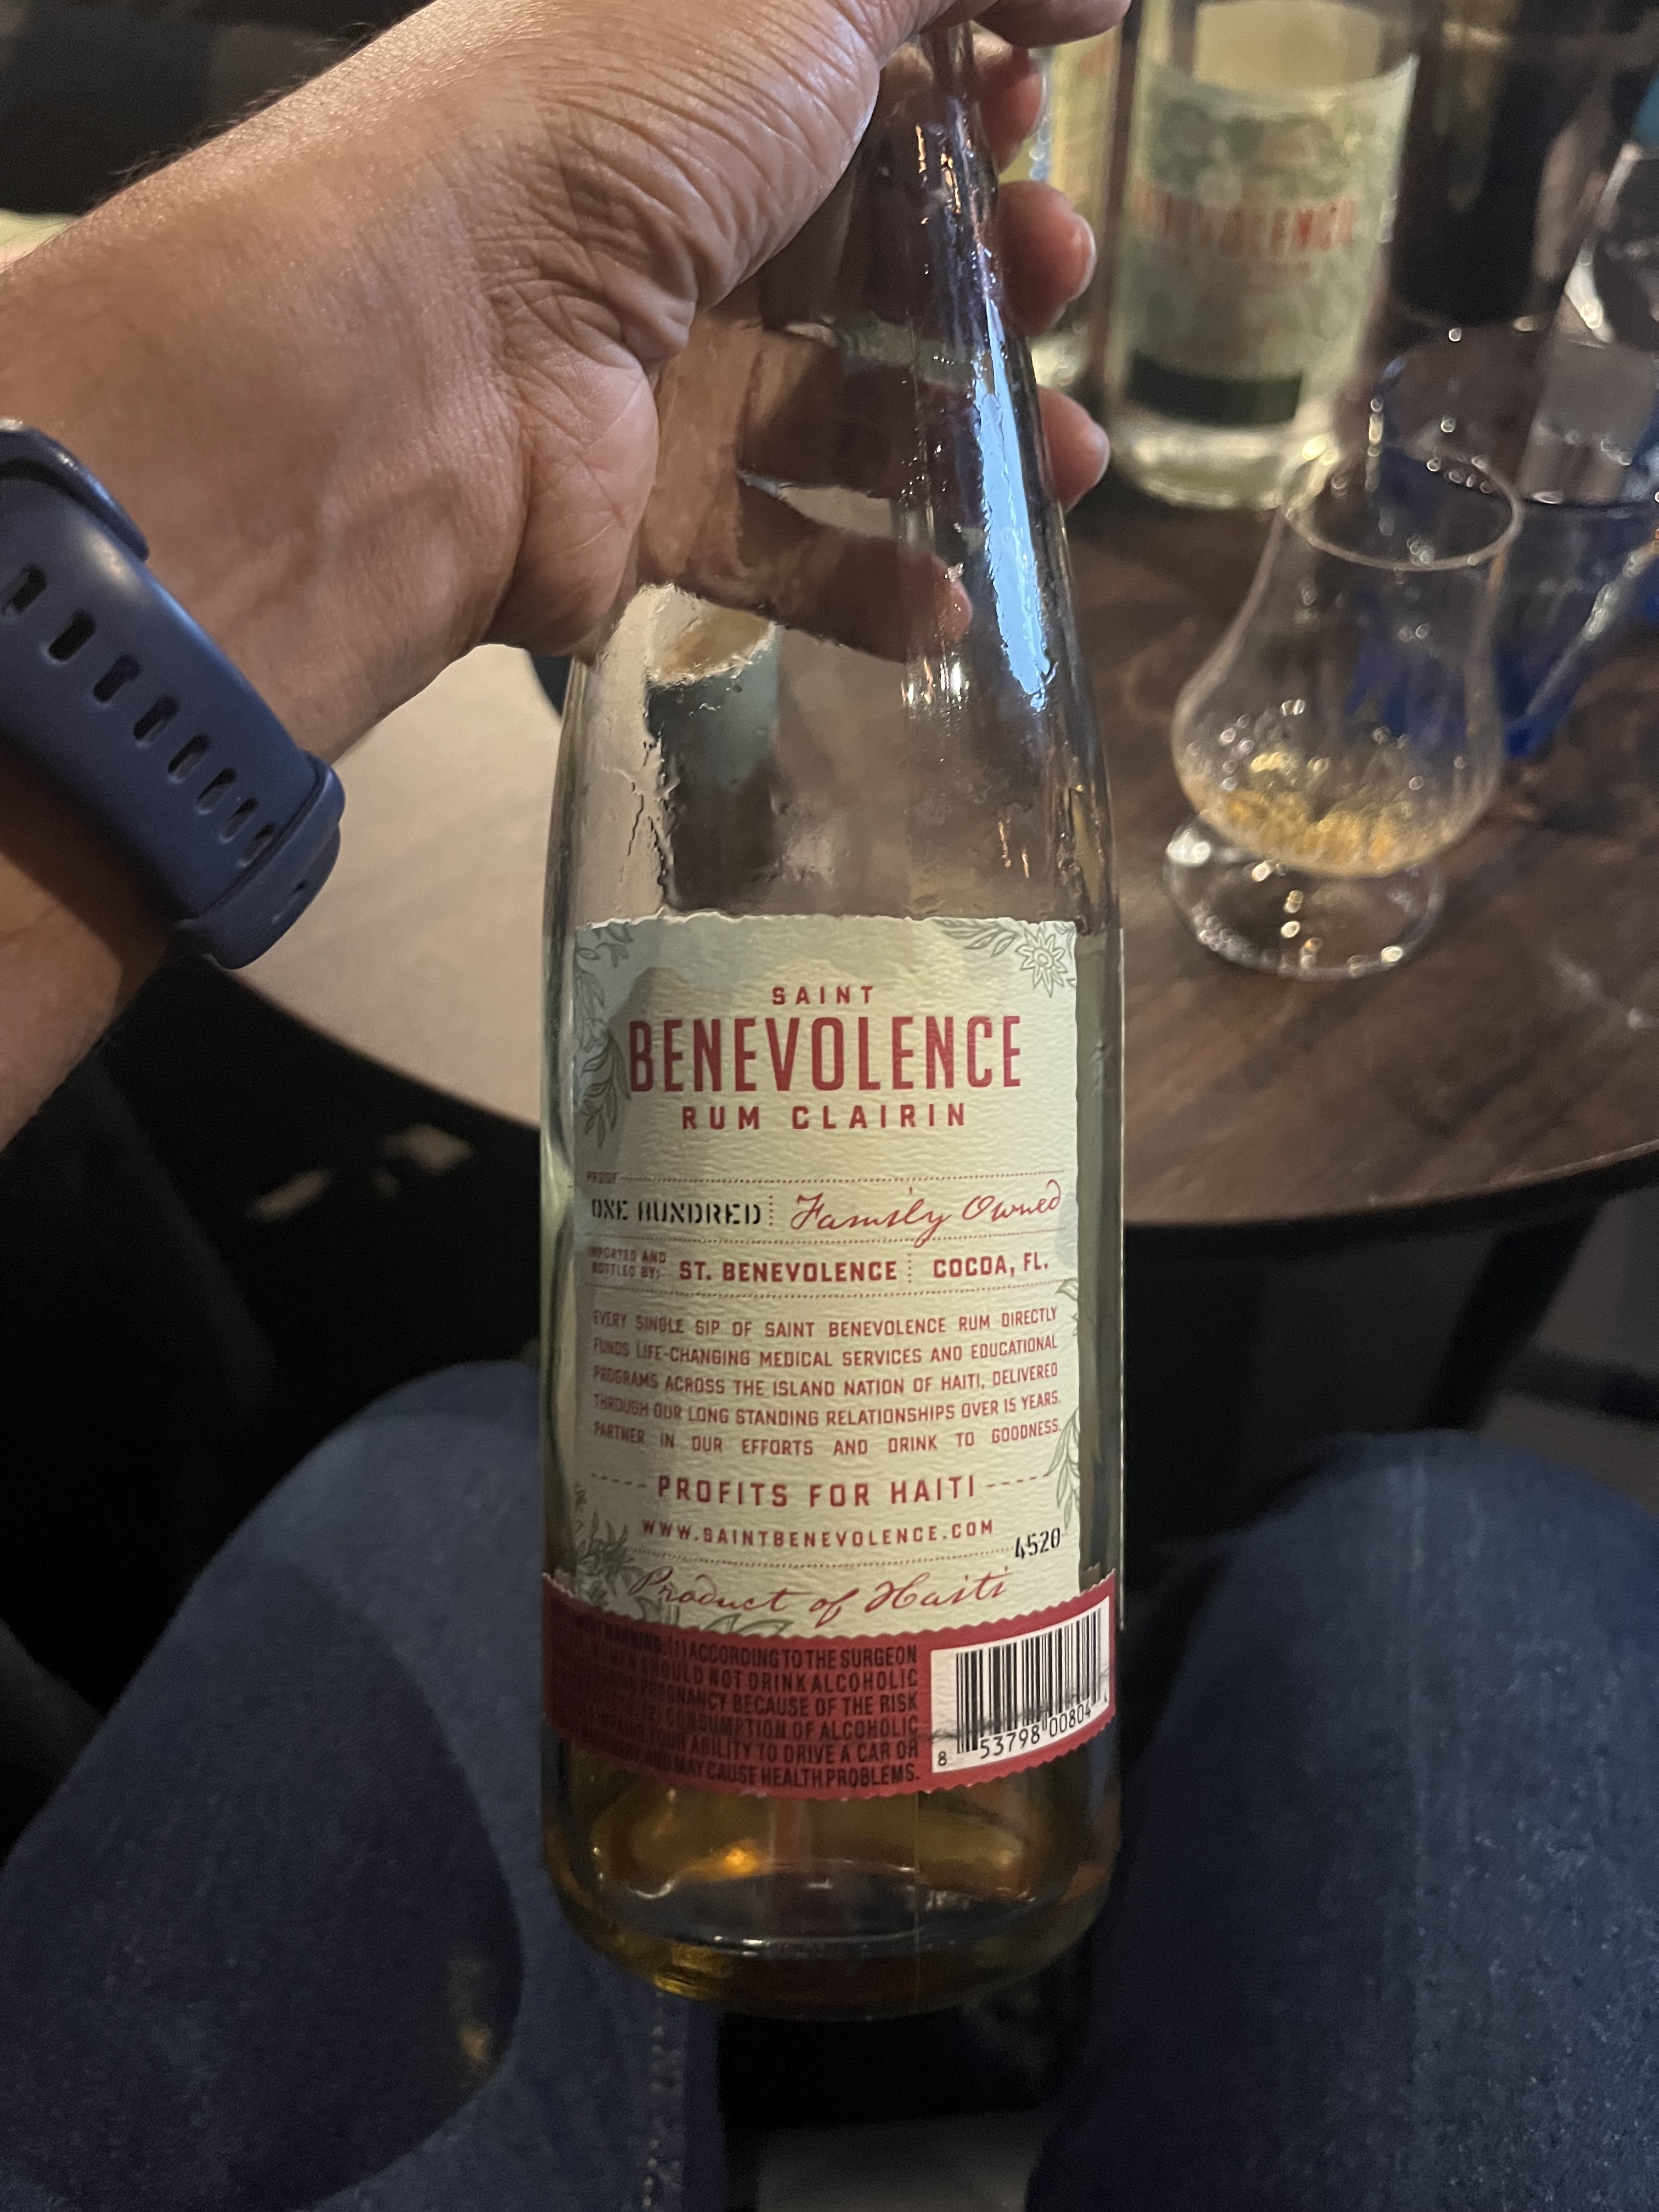 SAINT
BENEVOLENCE
RUM CLAIRIN
PROOF
ONE HUNDRED Family Owned
IMPORTED AND BOTTLED BY: ST. BENEVOLENCE COCOA, FL.
EVERY SINGLE SIP OF SAINT BENEVOLENCE RUM DIRECTLY
FUNDS LIFE-CHANGING MEDICAL SERVICES AND EDUCATIONAL
PROGRAMS ACROSS THE ISLAND NATION OF HAITI, DELIVERED
THROUGH OUR LONG STANDING RELATIONSHIPS OVER 15 YEARS.
PARTNER IN OUR EFFORTS AND DRINK TO GOODNESS.
PROFITS FOR HAITI
WWW.SAINTBENEVOLENCE.COM
4520
Product of Haiti
WARNING: (1) ACCORDING TO THE SURGEON
WOMEN SHOULD NOT DRINK ALCOHOLIC
PREGNANCY BECAUSE OF THE RISK
(2) CONSUMPTION OF ALCOHOLIC
YOUR ABILITY TO DRIVE A CAR OR
AND MAY CAUSE HEALTH PROBLEMS.
8 53798 00804 4
BENEVOLENCE